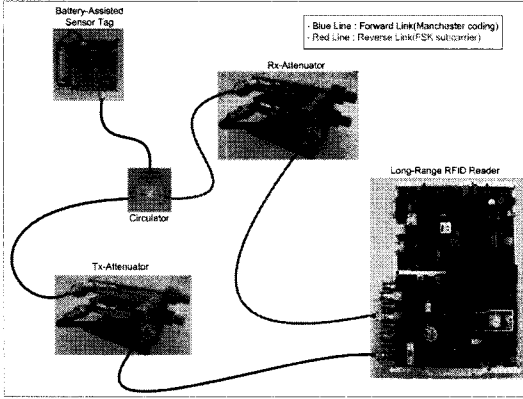 Battery-Assisted
Sensor Tag
- Blue Line : Forward Link(Manchester coding)
- Red Line : Reverse Link(FSK subcarrier)
Rx-Attenuator
Long-Range RFID Reader
Circulator
Tx-Attenuator